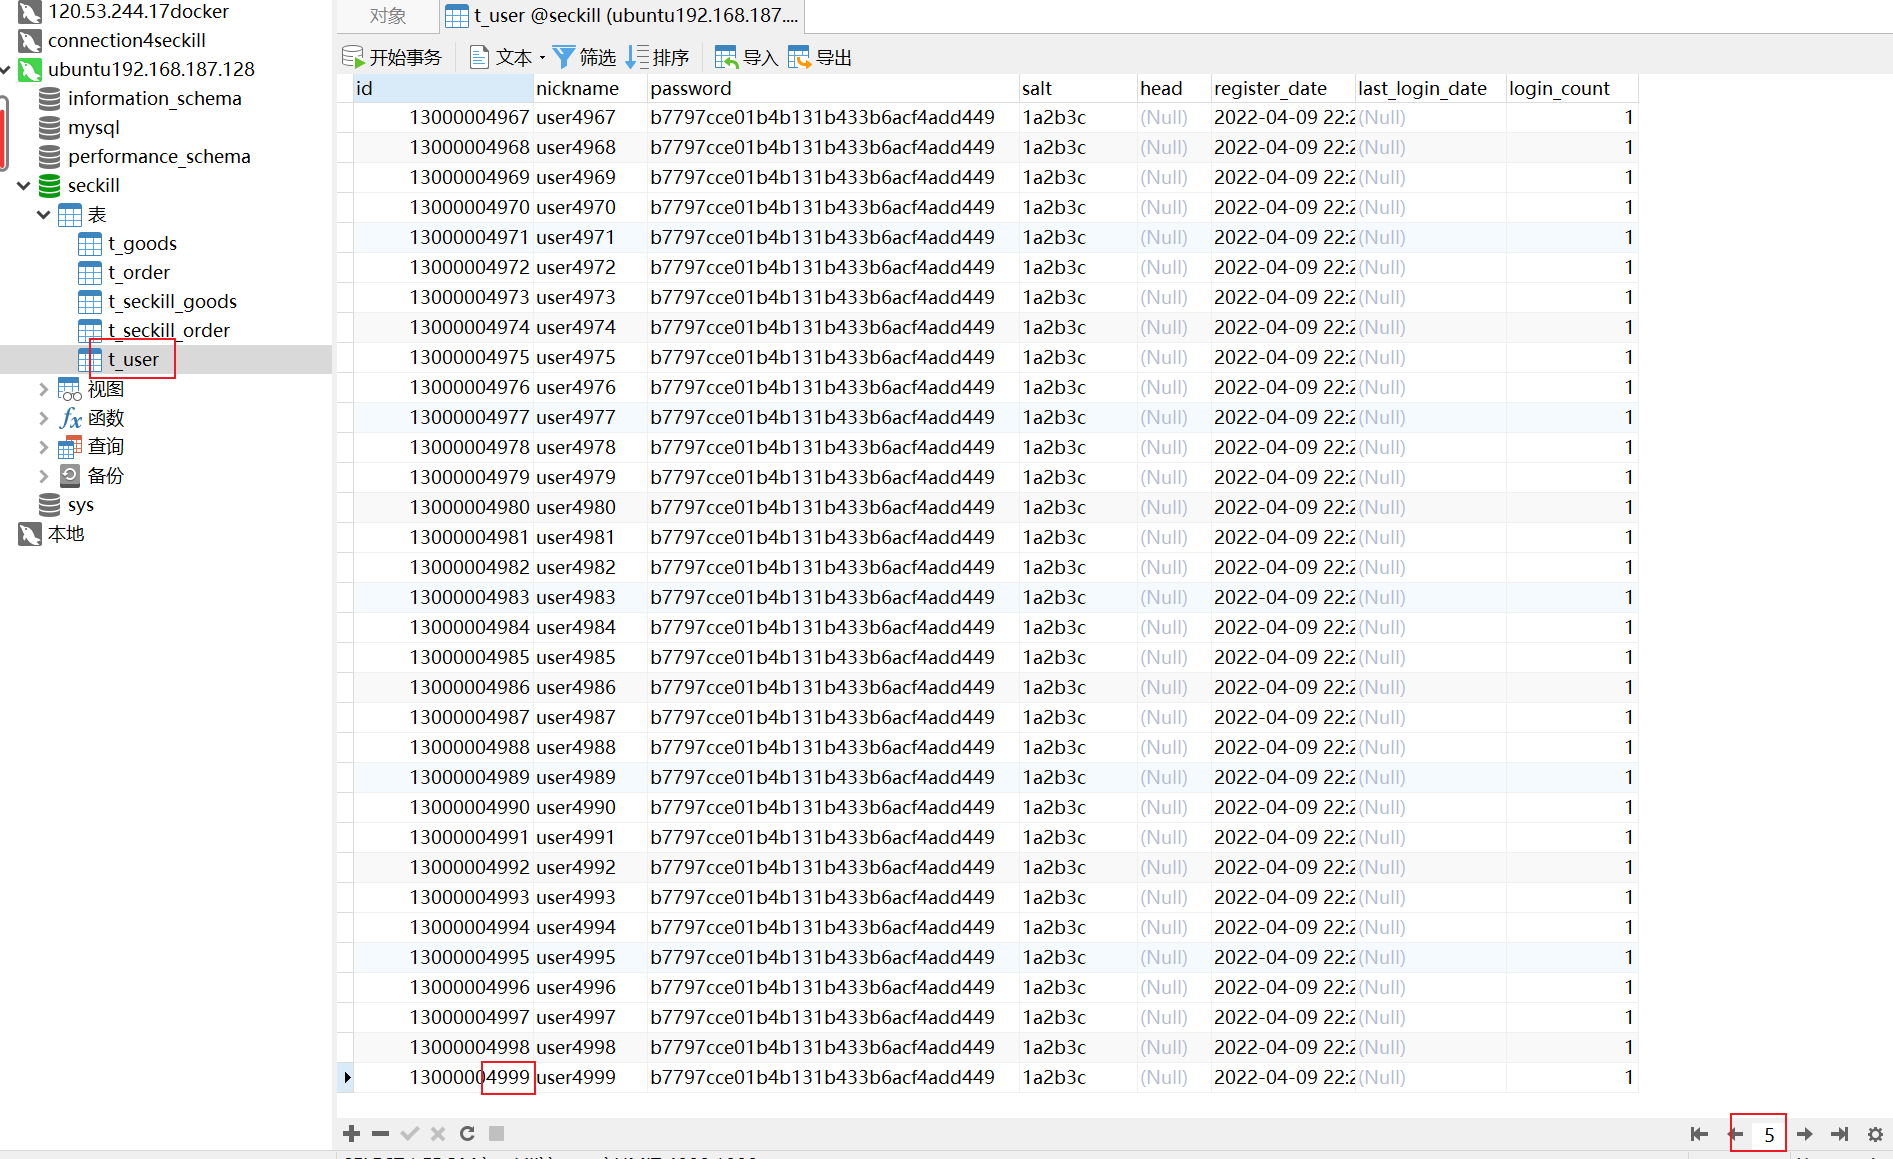 120.53.244.17docker
connection4seckill
ubuntu192.168.187.128
information_schema
mysql
performance_schema
seckill
表
t_goods
t_order
t_seckill_goods
t_seckill_order
t_user
视图
函数
查询
备份
sys
本地
对象 t_user @seckill (ubuntu192.168.187....
开始事务 文本 筛选 排序 导入 导出
id nickname password salt head register_date last_login_date login_count
13000004967 user4967 b7797cce01b4b131b433b6acf4add449 1a2b3c (Null) 2022-04-09 22:2 (Null) 1
13000004968 user4968 b7797cce01b4b131b433b6acf4add449 1a2b3c (Null) 2022-04-09 22:2 (Null) 1
13000004969 user4969 b7797cce01b4b131b433b6acf4add449 1a2b3c (Null) 2022-04-09 22:2 (Null) 1
13000004970 user4970 b7797cce01b4b131b433b6acf4add449 1a2b3c (Null) 2022-04-09 22:2 (Null) 1
13000004971 user4971 b7797cce01b4b131b433b6acf4add449 1a2b3c (Null) 2022-04-09 22:2 (Null) 1
13000004972 user4972 b7797cce01b4b131b433b6acf4add449 1a2b3c (Null) 2022-04-09 22:2 (Null) 1
13000004973 user4973 b7797cce01b4b131b433b6acf4add449 1a2b3c (Null) 2022-04-09 22:2 (Null) 1
13000004974 user4974 b7797cce01b4b131b433b6acf4add449 1a2b3c (Null) 2022-04-09 22:2 (Null) 1
13000004975 user4975 b7797cce01b4b131b433b6acf4add449 1a2b3c (Null) 2022-04-09 22:2 (Null) 1
13000004976 user4976 b7797cce01b4b131b433b6acf4add449 1a2b3c (Null) 2022-04-09 22:2 (Null) 1
13000004977 user4977 b7797cce01b4b131b433b6acf4add449 1a2b3c (Null) 2022-04-09 22:2 (Null) 1
13000004978 user4978 b7797cce01b4b131b433b6acf4add449 1a2b3c (Null) 2022-04-09 22:2 (Null) 1
13000004979 user4979 b7797cce01b4b131b433b6acf4add449 1a2b3c (Null) 2022-04-09 22:2 (Null) 1
13000004980 user4980 b7797cce01b4b131b433b6acf4add449 1a2b3c (Null) 2022-04-09 22:2 (Null) 1
13000004981 user4981 b7797cce01b4b131b433b6acf4add449 1a2b3c (Null) 2022-04-09 22:2 (Null) 1
13000004982 user4982 b7797cce01b4b131b433b6acf4add449 1a2b3c (Null) 2022-04-09 22:2 (Null) 1
13000004983 user4983 b7797cce01b4b131b433b6acf4add449 1a2b3c (Null) 2022-04-09 22:2 (Null) 1
13000004984 user4984 b7797cce01b4b131b433b6acf4add449 1a2b3c (Null) 2022-04-09 22:2 (Null) 1
13000004985 user4985 b7797cce01b4b131b433b6acf4add449 1a2b3c (Null) 2022-04-09 22:2 (Null) 1
13000004986 user4986 b7797cce01b4b131b433b6acf4add449 1a2b3c (Null) 2022-04-09 22:2 (Null) 1
13000004987 user4987 b7797cce01b4b131b433b6acf4add449 1a2b3c (Null) 2022-04-09 22:2 (Null) 1
13000004988 user4988 b7797cce01b4b131b433b6acf4add449 1a2b3c (Null) 2022-04-09 22:2 (Null) 1
13000004989 user4989 b7797cce01b4b131b433b6acf4add449 1a2b3c (Null) 2022-04-09 22:2 (Null) 1
13000004990 user4990 b7797cce01b4b131b433b6acf4add449 1a2b3c (Null) 2022-04-09 22:2 (Null) 1
13000004991 user4991 b7797cce01b4b131b433b6acf4add449 1a2b3c (Null) 2022-04-09 22:2 (Null) 1
13000004992 user4992 b7797cce01b4b131b433b6acf4add449 1a2b3c (Null) 2022-04-09 22:2 (Null) 1
13000004993 user4993 b7797cce01b4b131b433b6acf4add449 1a2b3c (Null) 2022-04-09 22:2 (Null) 1
13000004994 user4994 b7797cce01b4b131b433b6acf4add449 1a2b3c (Null) 2022-04-09 22:2 (Null) 1
13000004995 user4995 b7797cce01b4b131b433b6acf4add449 1a2b3c (Null) 2022-04-09 22:2 (Null) 1
13000004996 user4996 b7797cce01b4b131b433b6acf4add449 1a2b3c (Null) 2022-04-09 22:2 (Null) 1
13000004997 user4997 b7797cce01b4b131b433b6acf4add449 1a2b3c (Null) 2022-04-09 22:2 (Null) 1
13000004998 user4998 b7797cce01b4b131b433b6acf4add449 1a2b3c (Null) 2022-04-09 22:2 (Null) 1
13000004999 user4999 b7797cce01b4b131b433b6acf4add449 1a2b3c (Null) 2022-04-09 22:2 (Null) 1
5